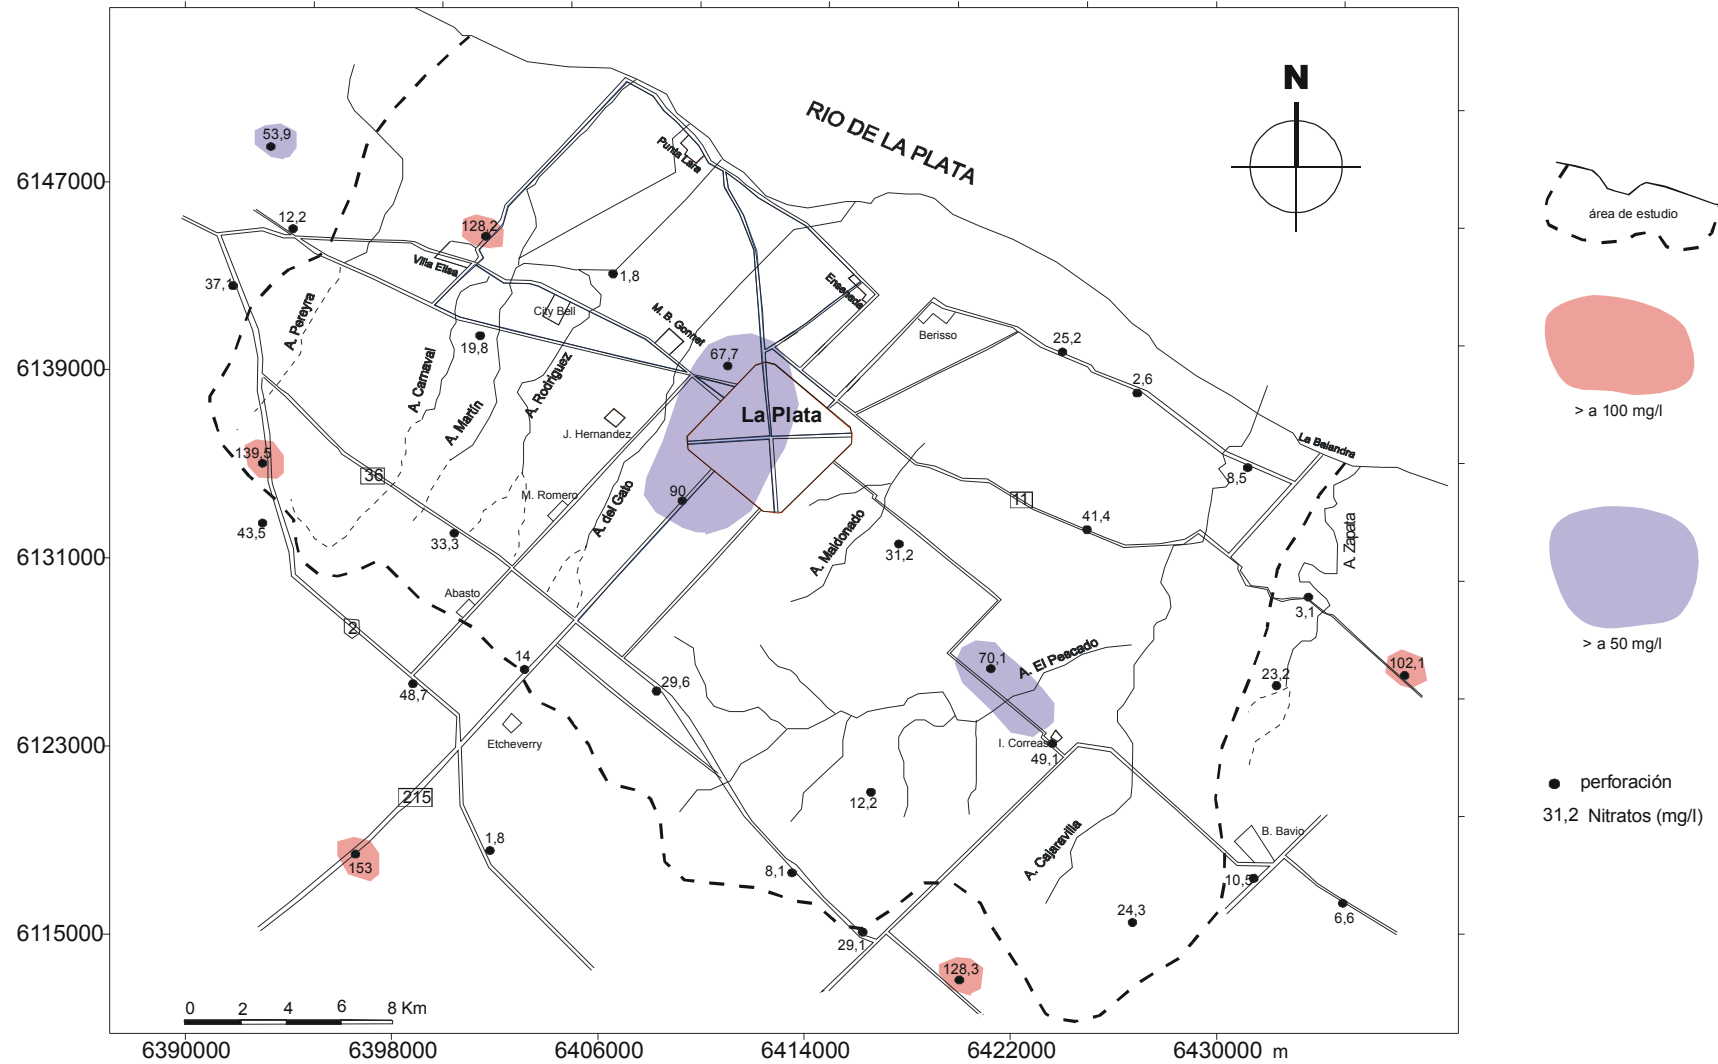 N
RIO DE LA PLATA
53,9
Punta Lara
6147000
12,2
128,2
área de estudio
Villa Elisa
1,8
Ensenada
37,1
A. Pereyra
City Bell
M. B. Gonnet
Berisso
25,2
19,8
67,7
6139000
A. Carnaval
A. Rodriguez
2,6
> a 100 mg/l
A. Martín
La Plata
J. Hernandez
La Balandra
139,5
36
8,5
M. Romero
90
11
A. del Gato
43,5
33,3
A. Maldonado
41,4
31,2
A. Zapata
6131000
Abasto
3,1
2
> a 50 mg/l
14
70,1
A. El Pescado
102,1
48,7
29,6
23,2
6123000
Etcheverry
I. Correas
49,1
perforación
215
12,2
31,2 Nitratos (mg/l)
1,8
B. Bavio
A. Cajaravilla
153
8,1
10,5
24,3
6,6
6115000
29,1
128,3
0 2 4 6 8 Km
6390000 6398000 6406000 6414000 6422000 6430000 m